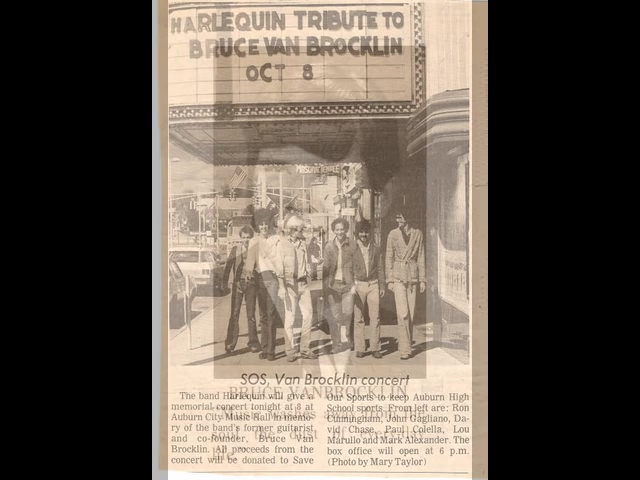 HARLEQUIN TRIBUTE TO
BRUCE VAN BROCKLIN
OCT 8
SOS, Van Brocklin concert
The band Harlequin will give a
memorial concert tonight at 8 at
Auburn City Music Hall in memo-
ry of the band's former guitarist
and co-founder, Bruce Van
Brocklin. All proceeds from the
concert will be donated to Save
Our Sports to keep Auburn High
School sports. From left are: Ron
Cunningham, John Gagliano, Da-
vid Chase, Paul Colella, Lou
Marullo and Mark Alexander. The
box office will open at 6 p.m.
(Photo by Mary Taylor)
BRUCE VANBROCKLIN